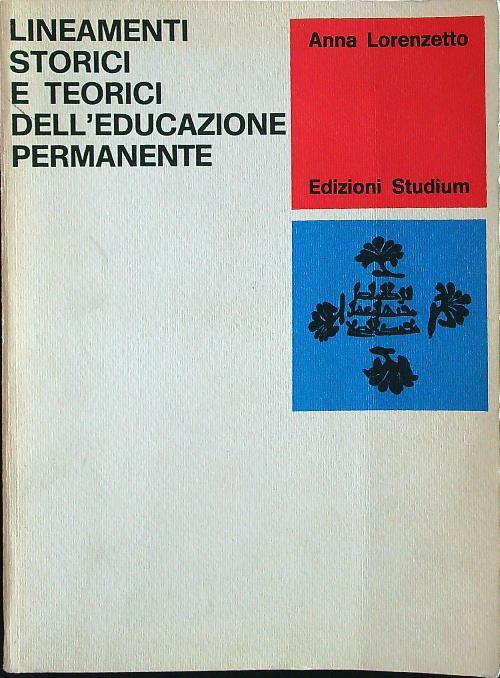 LINEAMENTI
STORICI
E TEORICI
DELL'EDUCAZIONE
PERMANENTE
Anna Lorenzetto
Edizioni Studium